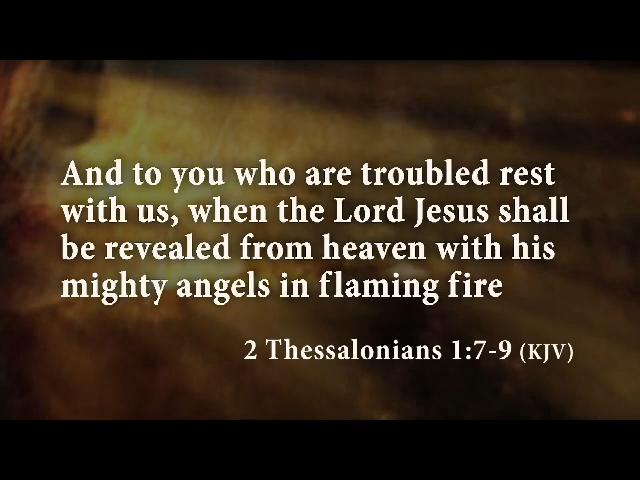 And to you who are troubled rest
with us, when the Lord Jesus shall
be revealed from heaven with his
mighty angels in flaming fire
2 Thessalonians 1:7-9 (KJV)